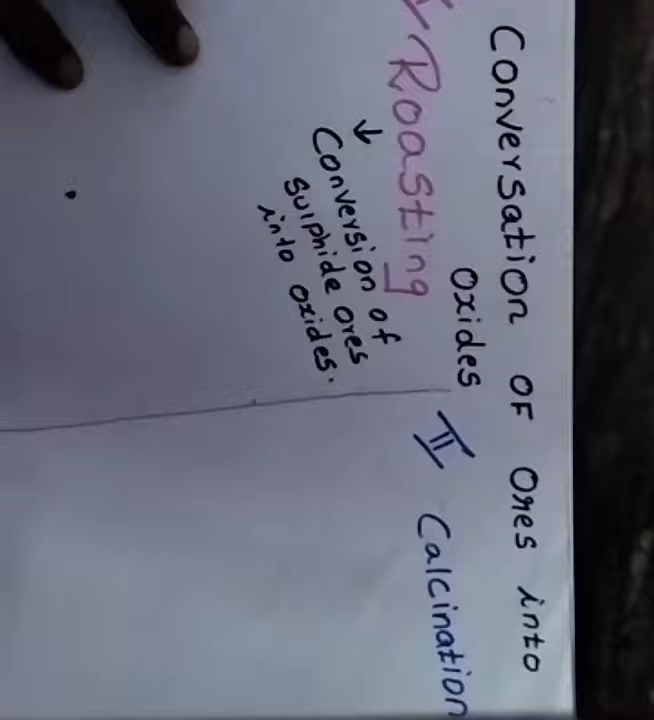 Conversation OF Ores into
Oxides
Roasting
↓
Conversion of
Sulphide ores
into oxides.
II Calcination